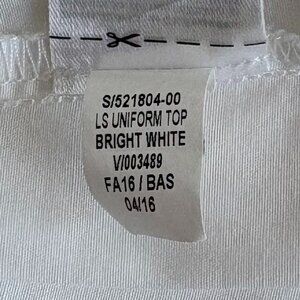 S/521804-00
LS UNIFORM TOP
BRIGHT WHITE
V/003489
FA16 / BAS
04/16